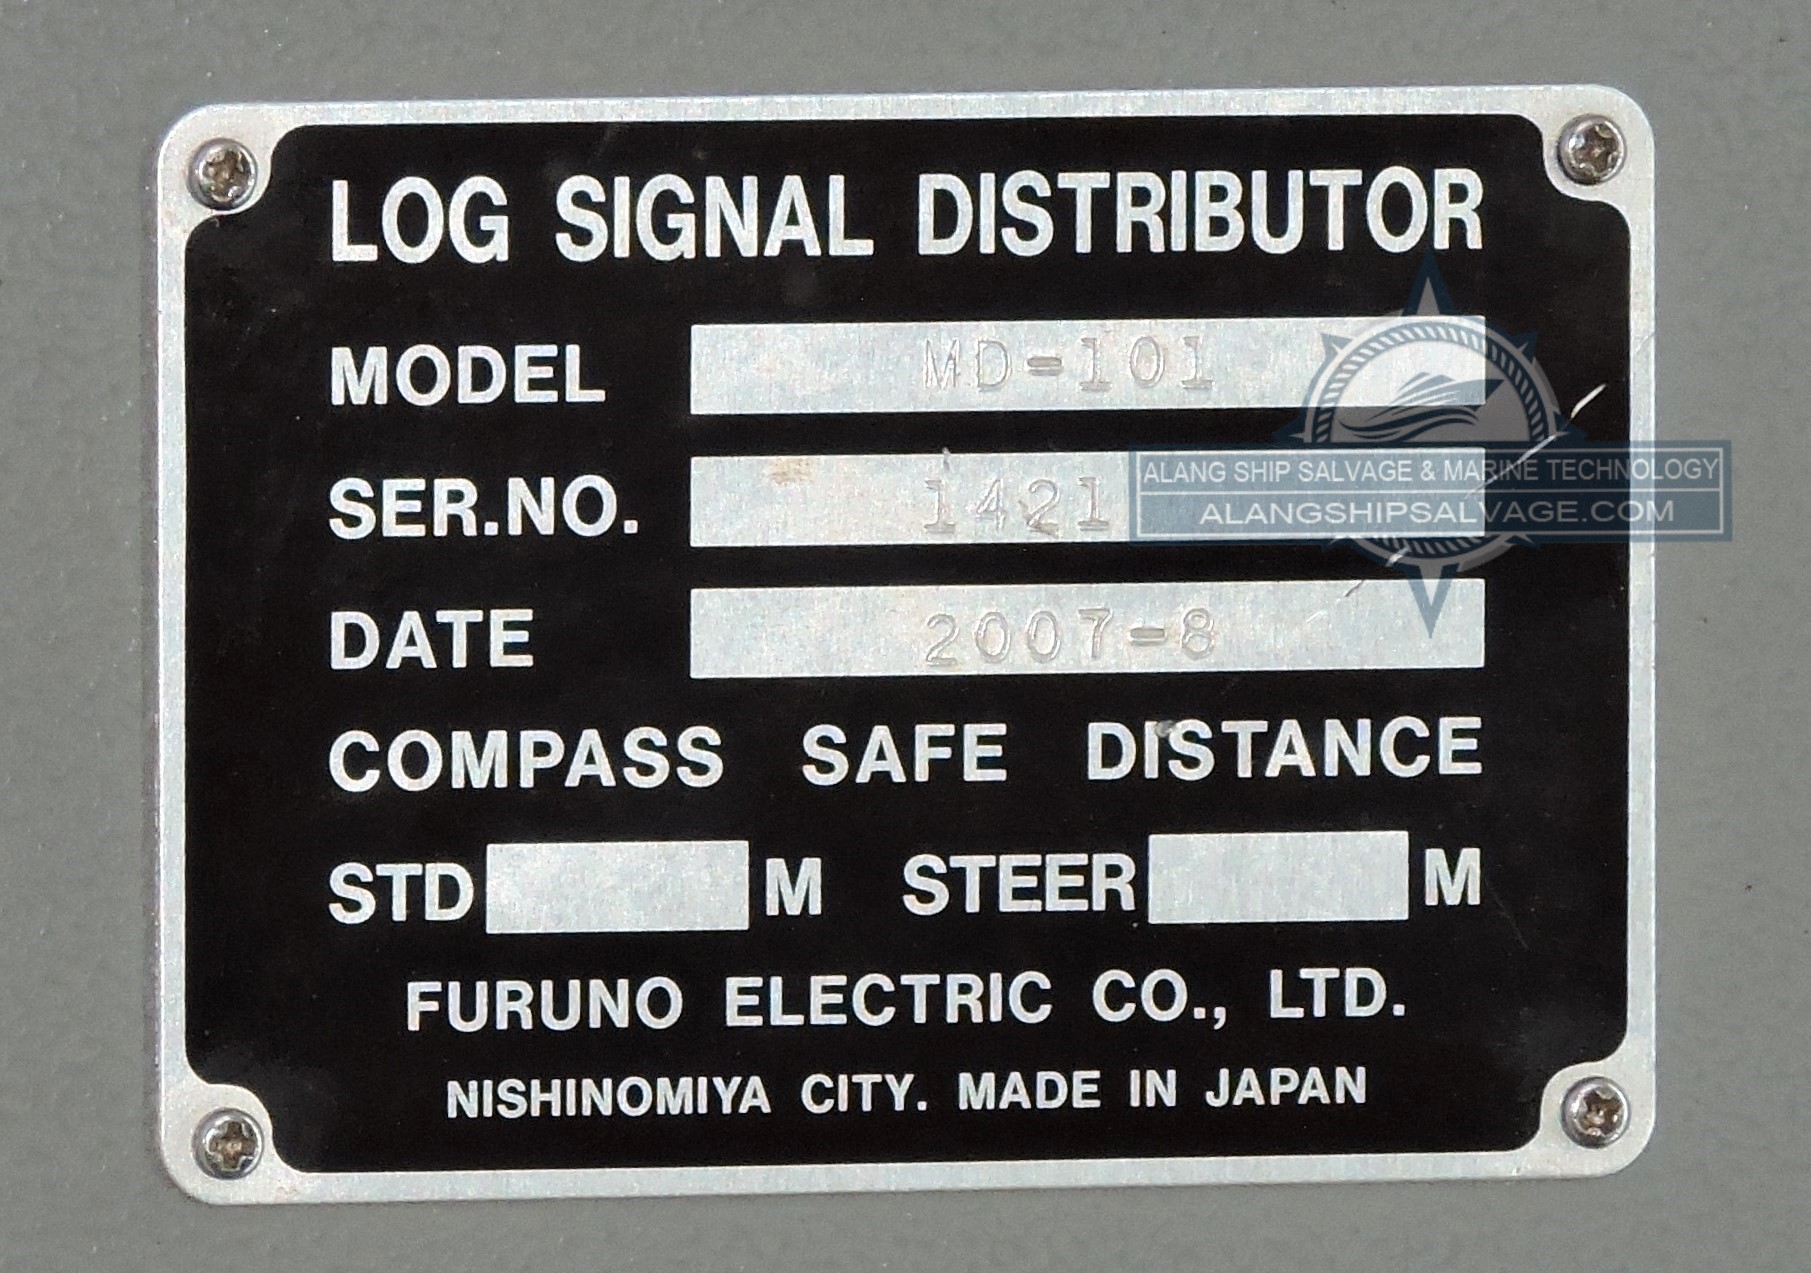 LOG SIGNAL DISTRIBUTOR
MODEL MD-101
SER.NO. 1421
DATE 2007-8
COMPASS SAFE DISTANCE
STD M STEER M
FURUNO ELECTRIC CO., LTD.
NISHINOMIYA CITY. MADE IN JAPAN
ALANG SHIP SALVAGE & MARINE TECHNOLOGY
ALANGSHIPSALVAGE.COM